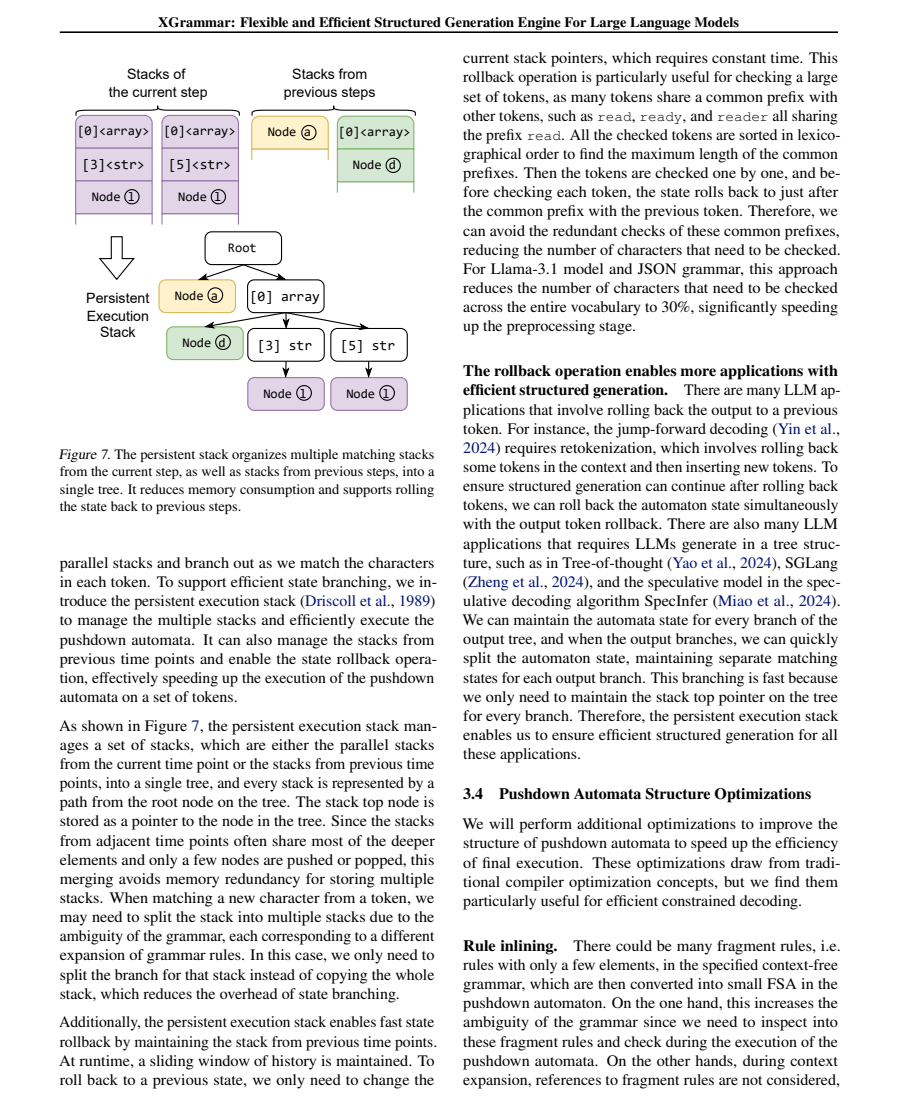 XGrammar: Flexible and Efficient Structured Generation Engine For Large Language Models
Stacks of
the current step
Stacks from
previous steps
[0]<array>
[0]<array>
Node ⓐ
[0]<array>
[3]<str>
[5]<str>
Node ⓓ
Node ①
Node ①
Root
Persistent
Execution
Stack
Node ⓐ
[0] array
Node ⓓ
[3] str
[5] str
Node ①
Node ①
Figure 7. The persistent stack organizes multiple matching stacks
from the current step, as well as stacks from previous steps, into a
single tree. It reduces memory consumption and supports rolling
the state back to previous steps.
parallel stacks and branch out as we match the characters
in each token. To support efficient state branching, we in-
troduce the persistent execution stack (Driscoll et al., 1989)
to manage the multiple stacks and efficiently execute the
pushdown automata. It can also manage the stacks from
previous time points and enable the state rollback opera-
tion, effectively speeding up the execution of the pushdown
automata on a set of tokens.
As shown in Figure 7, the persistent execution stack man-
ages a set of stacks, which are either the parallel stacks
from the current time point or the stacks from previous time
points, into a single tree, and every stack is represented by a
path from the root node on the tree. The stack top node is
stored as a pointer to the node in the tree. Since the stacks
from adjacent time points often share most of the deeper
elements and only a few nodes are pushed or popped, this
merging avoids memory redundancy for storing multiple
stacks. When matching a new character from a token, we
may need to split the stack into multiple stacks due to the
ambiguity of the grammar, each corresponding to a different
expansion of grammar rules. In this case, we only need to
split the branch for that stack instead of copying the whole
stack, which reduces the overhead of state branching.
Additionally, the persistent execution stack enables fast state
rollback by maintaining the stack from previous time points.
At runtime, a sliding window of history is maintained. To
roll back to a previous state, we only need to change the
current stack pointers, which requires constant time. This
rollback operation is particularly useful for checking a large
set of tokens, as many tokens share a common prefix with
other tokens, such as read, ready, and reader all sharing
the prefix read. All the checked tokens are sorted in lexico-
graphical order to find the maximum length of the common
prefixes. Then the tokens are checked one by one, and be-
fore checking each token, the state rolls back to just after
the common prefix with the previous token. Therefore, we
can avoid the redundant checks of these common prefixes,
reducing the number of characters that need to be checked.
For Llama-3.1 model and JSON grammar, this approach
reduces the number of characters that need to be checked
across the entire vocabulary to 30%, significantly speeding
up the preprocessing stage.
The rollback operation enables more applications with
efficient structured generation. There are many LLM ap-
plications that involve rolling back the output to a previous
token. For instance, the jump-forward decoding (Yin et al.,
2024) requires retokenization, which involves rolling back
some tokens in the context and then inserting new tokens. To
ensure structured generation can continue after rolling back
tokens, we can roll back the automaton state simultaneously
with the output token rollback. There are also many LLM
applications that requires LLMs generate in a tree struc-
ture, such as in Tree-of-thought (Yao et al., 2024), SGLang
(Zheng et al., 2024), and the speculative model in the spec-
ulative decoding algorithm SpecInfer (Miao et al., 2024).
We can maintain the automata state for every branch of the
output tree, and when the output branches, we can quickly
split the automaton state, maintaining separate matching
states for each output branch. This branching is fast because
we only need to maintain the stack top pointer on the tree
for every branch. Therefore, the persistent execution stack
enables us to ensure efficient structured generation for all
these applications.
3.4 Pushdown Automata Structure Optimizations
We will perform additional optimizations to improve the
structure of pushdown automata to speed up the efficiency
of final execution. These optimizations draw from tradi-
tional compiler optimization concepts, but we find them
particularly useful for efficient constrained decoding.
Rule inlining. There could be many fragment rules, i.e.
rules with only a few elements, in the specified context-free
grammar, which are then converted into small FSA in the
pushdown automaton. On the one hand, this increases the
ambiguity of the grammar since we need to inspect into
these fragment rules and check during the execution of the
pushdown automata. On the other hands, during context
expansion, references to fragment rules are not considered,